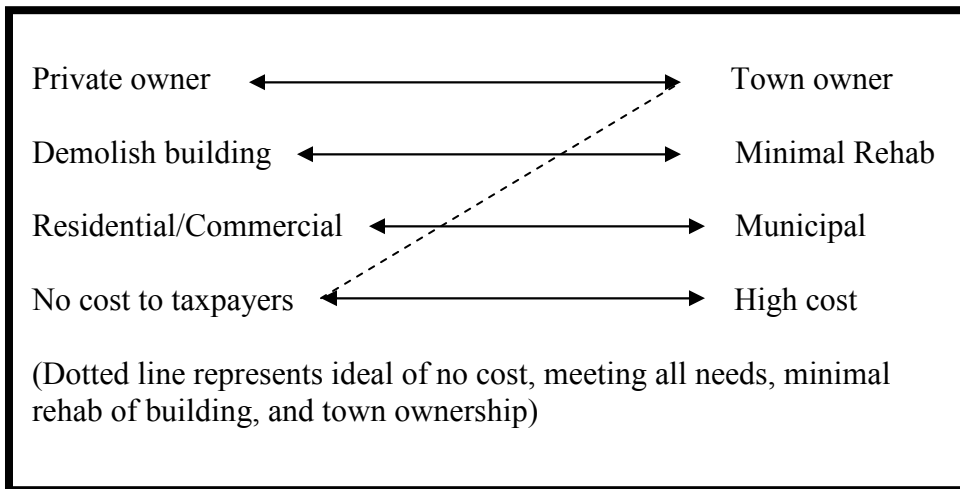 Private owner Town owner
Demolish building Minimal Rehab
Residential/Commercial Municipal
No cost to taxpayers High cost
(Dotted line represents ideal of no cost, meeting all needs, minimal
rehab of building, and town ownership)